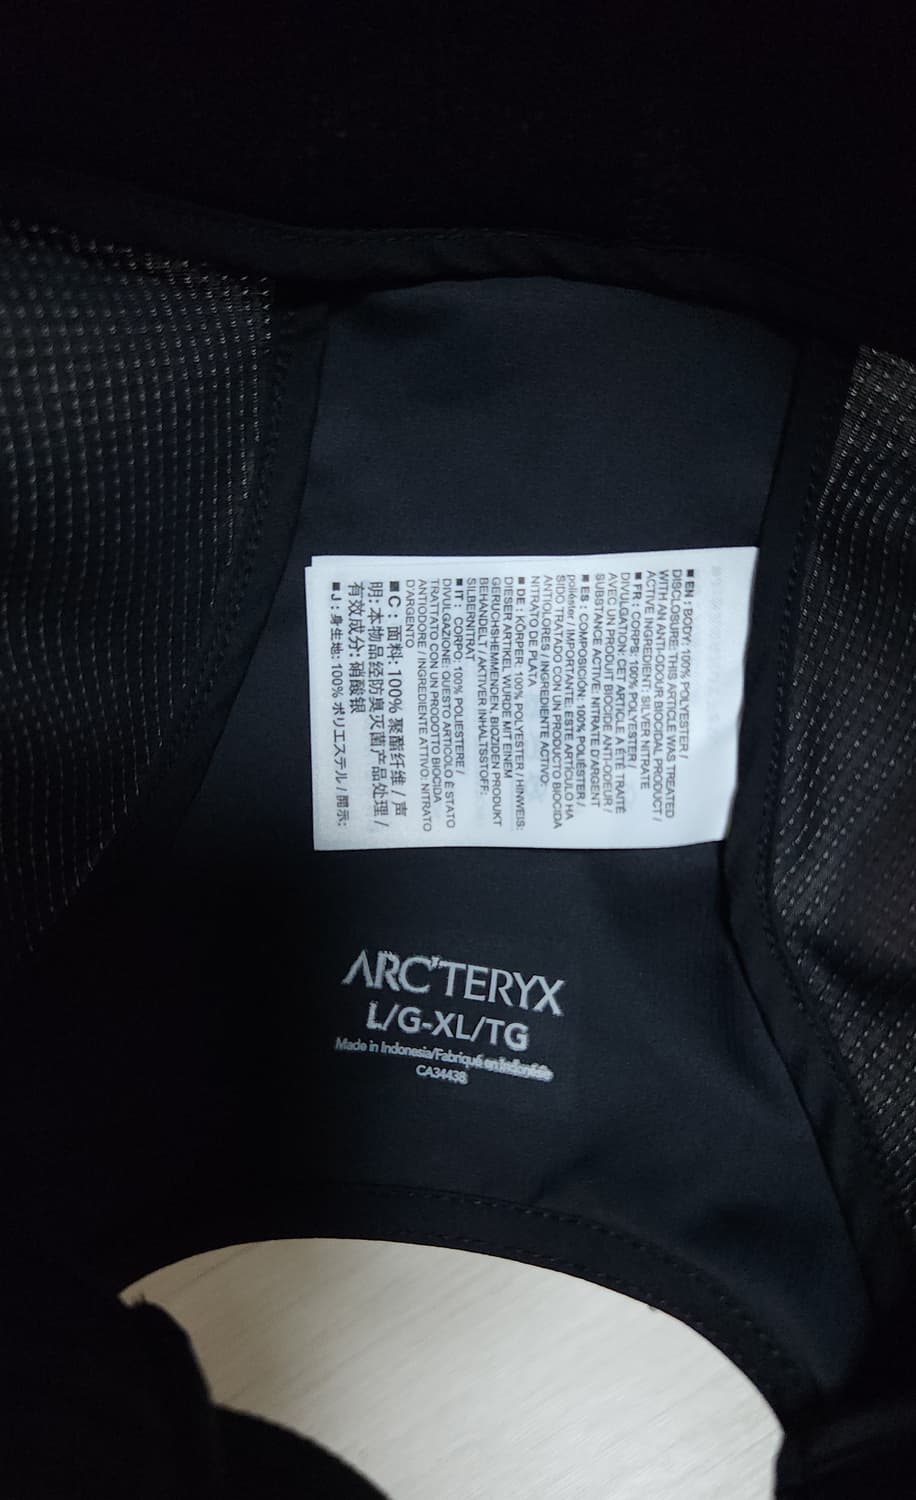 ■ EN : BODY: 100% POLYESTER /
DISCLOSURE: THIS ARTICLE WAS TREATED
WITH AN ANTI-ODOUR BIOCIDAL PRODUCT /
ACTIVE INGREDIENT: SILVER NITRATE
■ FR : CORPS: 100% POLYESTER /
DIVULGATION: CET ARTICLE A ÉTÉ TRAITÉ
AVEC UN PRODUIT BIOCIDE ANTI-ODEUR /
SUBSTANCE ACTIVE: NITRATE D'ARGENT
■ ES : COMPOSICIÓN: 100% POLIÉSTER /
poliéster / IMPORTANTE: ESTE ARTÍCULO HA
SIDO TRATADO CON UN PRODUCTO BIOCIDA
ANTIOLORES / INGREDIENTE ACTIVO:
NITRATO DE PLATA
■ DE : KÖRPER: 100% POLYESTER / HINWEIS:
DIESER ARTIKEL WURDE MIT EINEM
GERUCHSHEMMENDEN, BIOZIDEN PRODUKT
BEHANDELT / AKTIVER INHALTSSTOFF:
SILBERNITRAT
■ IT : CORPO: 100% POLIESTERE /
DIVULGAZIONE: QUESTO ARTICOLO È STATO
TRATTATO CON UN PRODOTTO BIOCIDA
ANTIODORE / INGREDIENTE ATTIVO: NITRATO
D'ARGENTO
■C : 面料: 100% 聚酯纤维 / 声
明: 本物品经防臭灭菌产品处理 /
有效成分: 硝酸银
■J : 身生地: 100% ポリエステル / 開示:
ARC'TERYX
L/G-XL/TG
Made in Indonesia/Fabriqué en Indonésie
CA34438